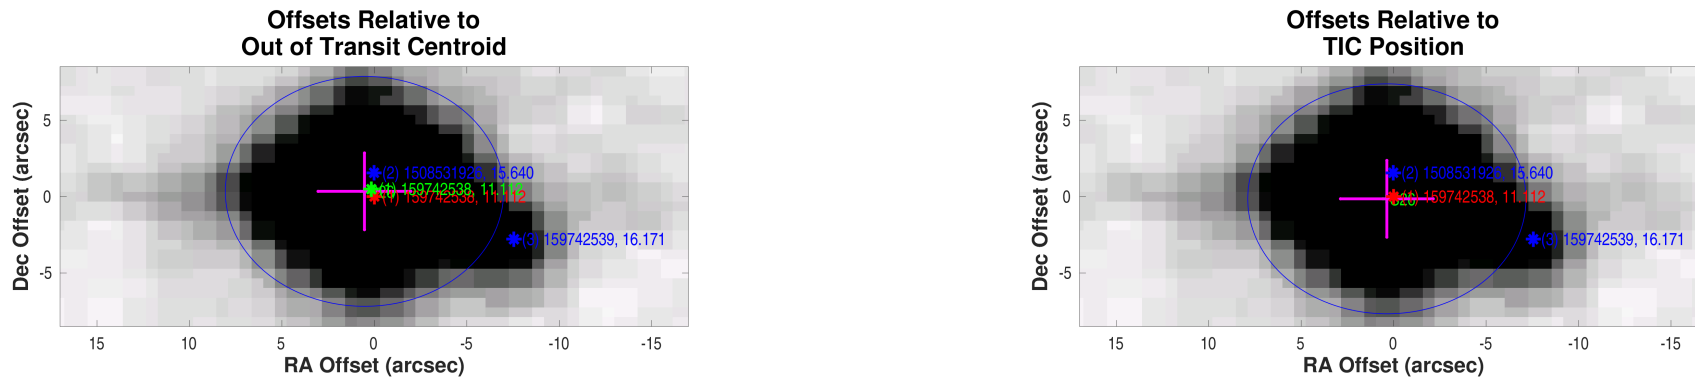 Offsets Relative to
Out of Transit Centroid
Dec Offset (arcsec)
5
0
-5
(2) 1508531926, 15.640
(1) 159742538, 11.112
(1) 159742538, 11.112
(3) 159742539, 16.171
15
10
5
0
-5
-10
-15
RA Offset (arcsec)
Offsets Relative to
TIC Position
Dec Offset (arcsec)
5
0
-5
(2) 1508531926, 15.640
(1) 159742538, 11.112
(3) 159742539, 16.171
15
10
5
0
-5
-10
-15
RA Offset (arcsec)